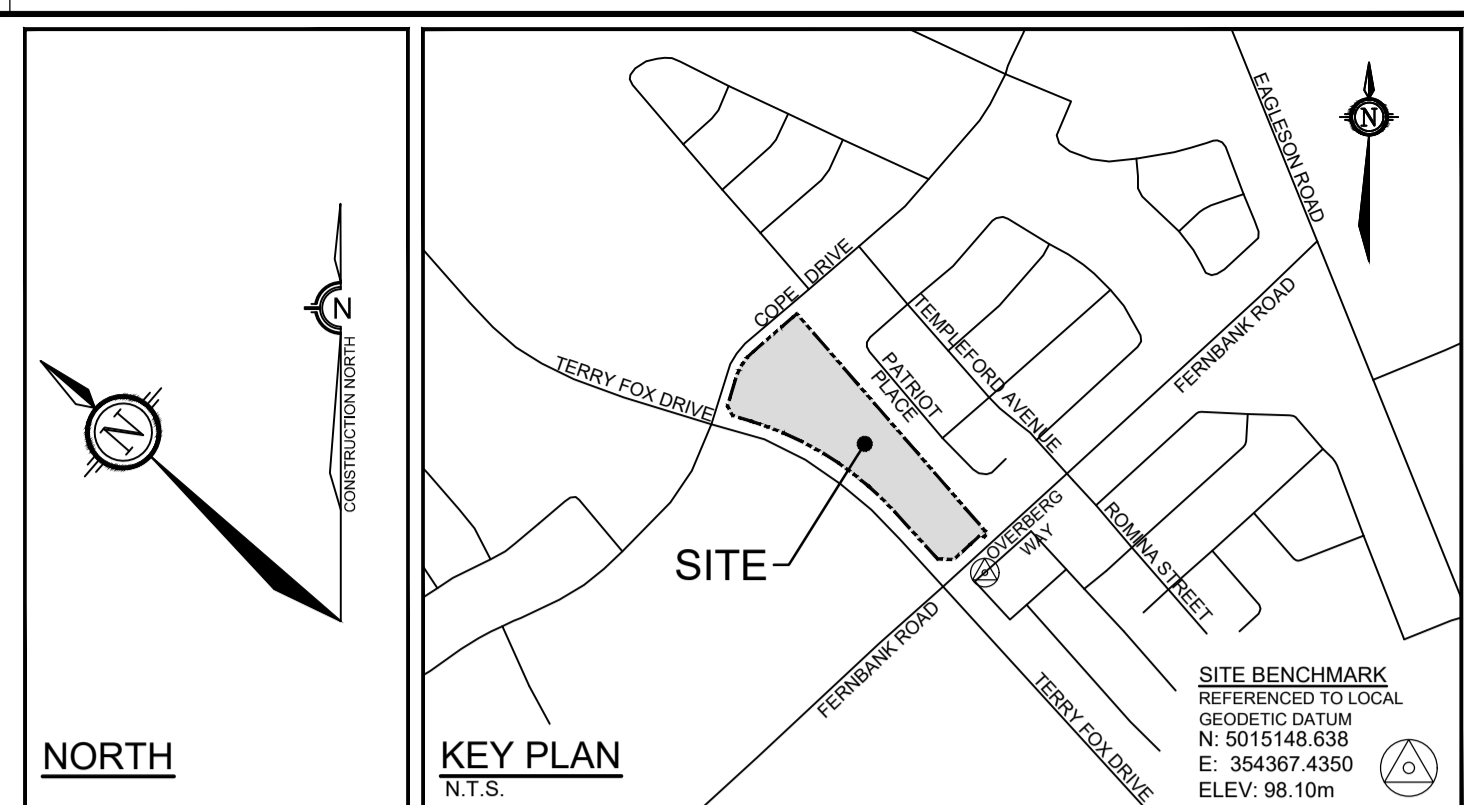 N
CONSTRUCTION NORTH
N
NORTH
EAGLESON ROAD
N
COPE DRIVE
TERRY FOX DRIVE
TEMPLEFORD AVENUE
PATRIOT
PLACE
FERNBANK ROAD
SITE
OVERBERG
WAY
ROMINA STREET
FERNBANK ROAD
TERRY FOX DRIVE
KEY PLAN
N.T.S.
SITE BENCHMARK
REFERENCED TO LOCAL
GEODETIC DATUM
N: 5015148.638
E: 354367.4350
ELEV: 98.10m